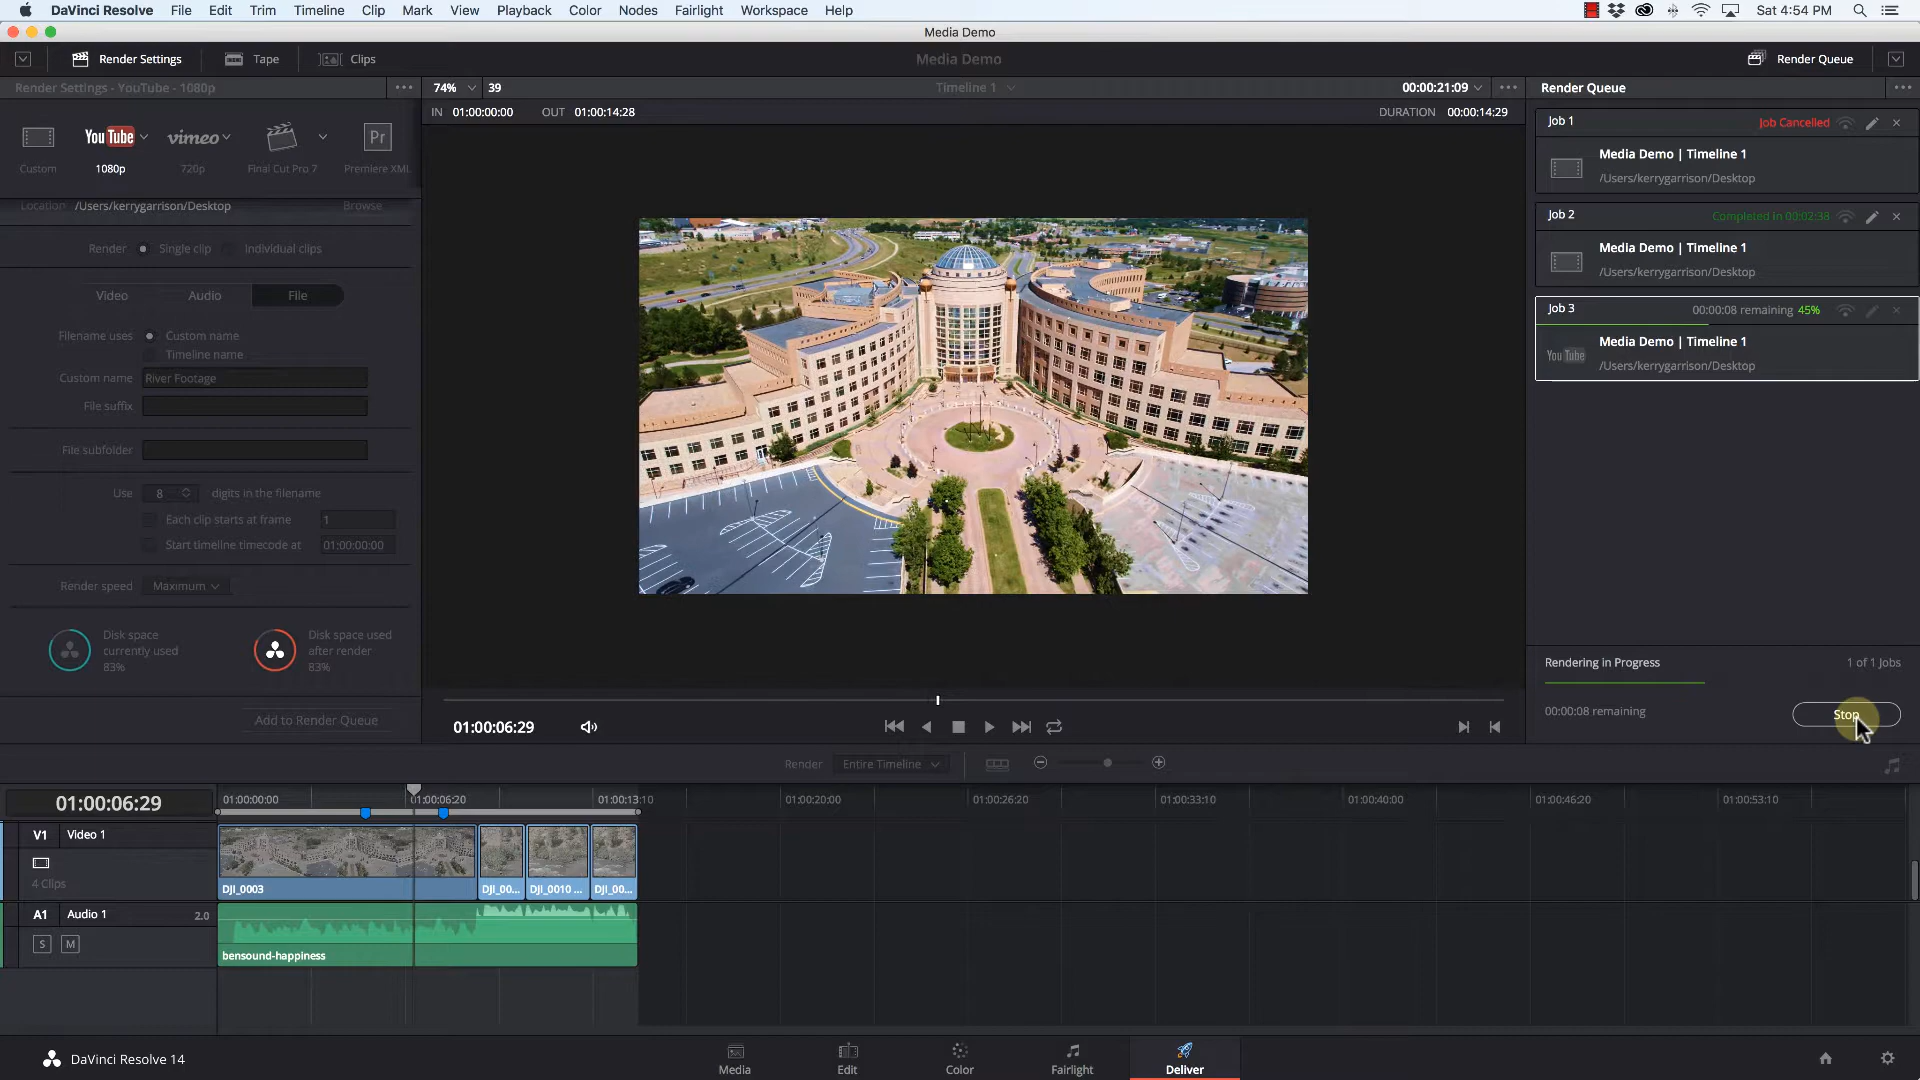 DaVinci Resolve File Edit Trim Timeline Clip Mark View Playback Color Nodes Fairlight Workspace Help Sat 4:54 PM
Media Demo
Render Settings Tape Clips Media Demo Render Queue
Render Settings - YouTube - 1080p 74% 39 Timeline 1 00:00:21:09 Render Queue
IN 01:00:00:00 OUT 01:00:14:28 DURATION 00:00:14:29
YouTube vimeo Pr
Custom 1080p 720p Final Cut Pro 7 Premiere XML
Location /Users/kerrygarrison/Desktop Browse
Render Single clip Individual clips
Video Audio File
Filename uses Custom name
Timeline name
Custom name River Footage
File suffix
File subfolder
Use 8 digits in the filename
Each clip starts at frame 1
Start timeline timecode at 01:00:00:00
Render speed Maximum
Disk space
currently used
83%
Disk space used
after render
83%
Add to Render Queue
Job 1 Job Cancelled
Media Demo | Timeline 1
/Users/kerrygarrison/Desktop
Job 2 Completed in 00:02:38
Media Demo | Timeline 1
/Users/kerrygarrison/Desktop
Job 3 00:00:08 remaining 45%
YouTube Media Demo | Timeline 1
/Users/kerrygarrison/Desktop
Rendering in Progress 1 of 1 Jobs
00:00:08 remaining Stop
01:00:06:29
Render Entire Timeline
01:00:06:29 01:00:00:00 01:00:06:20 01:00:13:10 01:00:20:00 01:00:26:20 01:00:33:10 01:00:40:00 01:00:46:20 01:00:53:10
V1 Video 1
4 Clips
DJI_0003 DJI_00... DJI_0010 ... DJI_00...
A1 Audio 1 2.0
S M
bensound-happiness
DaVinci Resolve 14 Media Edit Color Fairlight Deliver